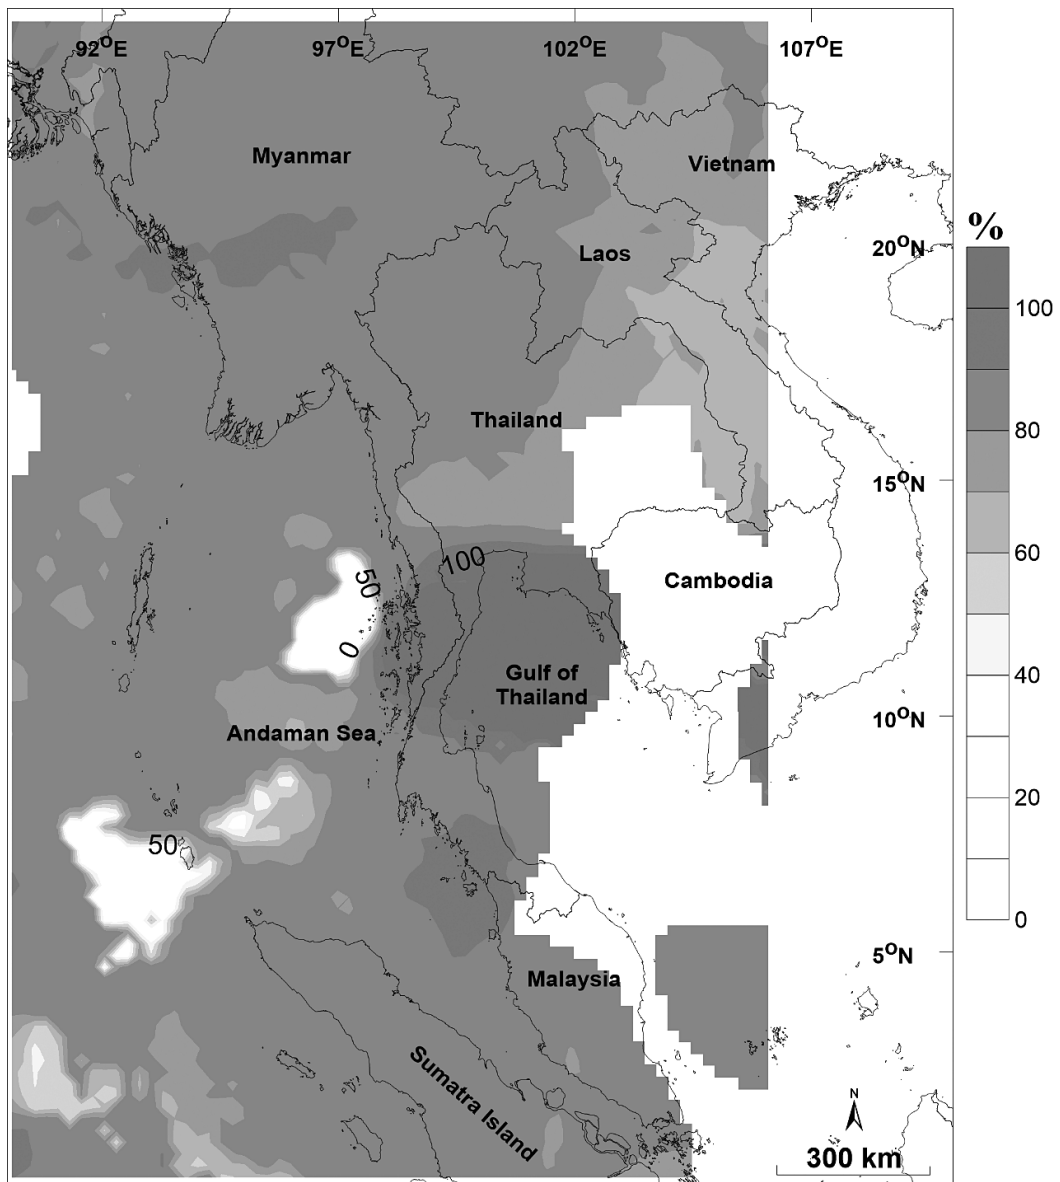 92°E 97°E 102°E 107°E
Myanmar
Vietnam
%
20°N
Laos
100
Thailand
80
15°N
100
60
50
Cambodia
0
40
Gulf of
Thailand
10°N
Andaman Sea
20
50
0
5°N
Malaysia
Sumatra Island
N
300 km